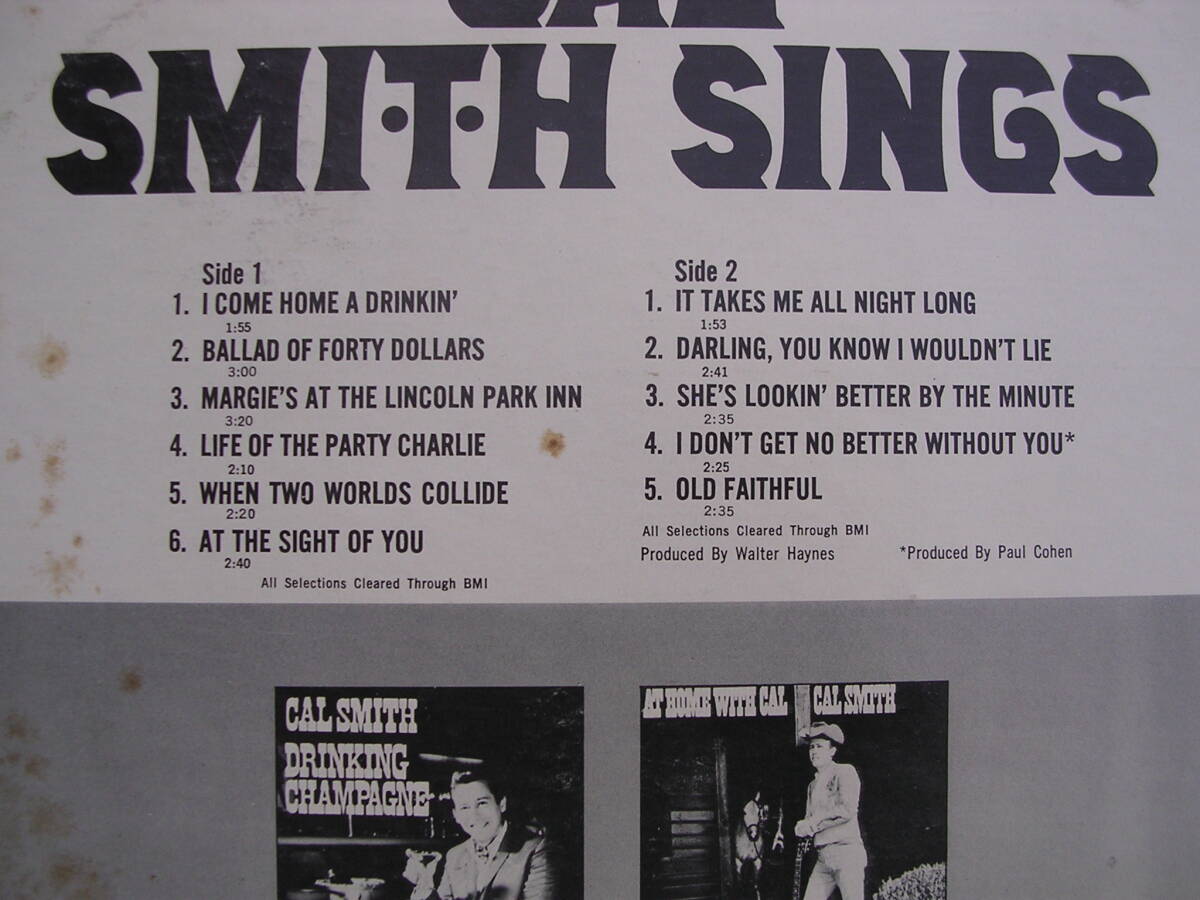 CAL
SMI·T·H SINGS
Side 1
1. I COME HOME A DRINKIN'
1:55
2. BALLAD OF FORTY DOLLARS
3:00
3. MARGIE'S AT THE LINCOLN PARK INN
3:20
4. LIFE OF THE PARTY CHARLIE
2:10
5. WHEN TWO WORLDS COLLIDE
2:20
6. AT THE SIGHT OF YOU
2:40
All Selections Cleared Through BMI
Side 2
1. IT TAKES ME ALL NIGHT LONG
1:53
2. DARLING, YOU KNOW I WOULDN'T LIE
2:41
3. SHE'S LOOKIN' BETTER BY THE MINUTE
2:35
4. I DON'T GET NO BETTER WITHOUT YOU*
2:25
5. OLD FAITHFUL
2:35
All Selections Cleared Through BMI
Produced By Walter Haynes *Produced By Paul Cohen
CAL SMITH
DRINKING
CHAMPAGNE
AT HOME WITH CAL CAL SMITH